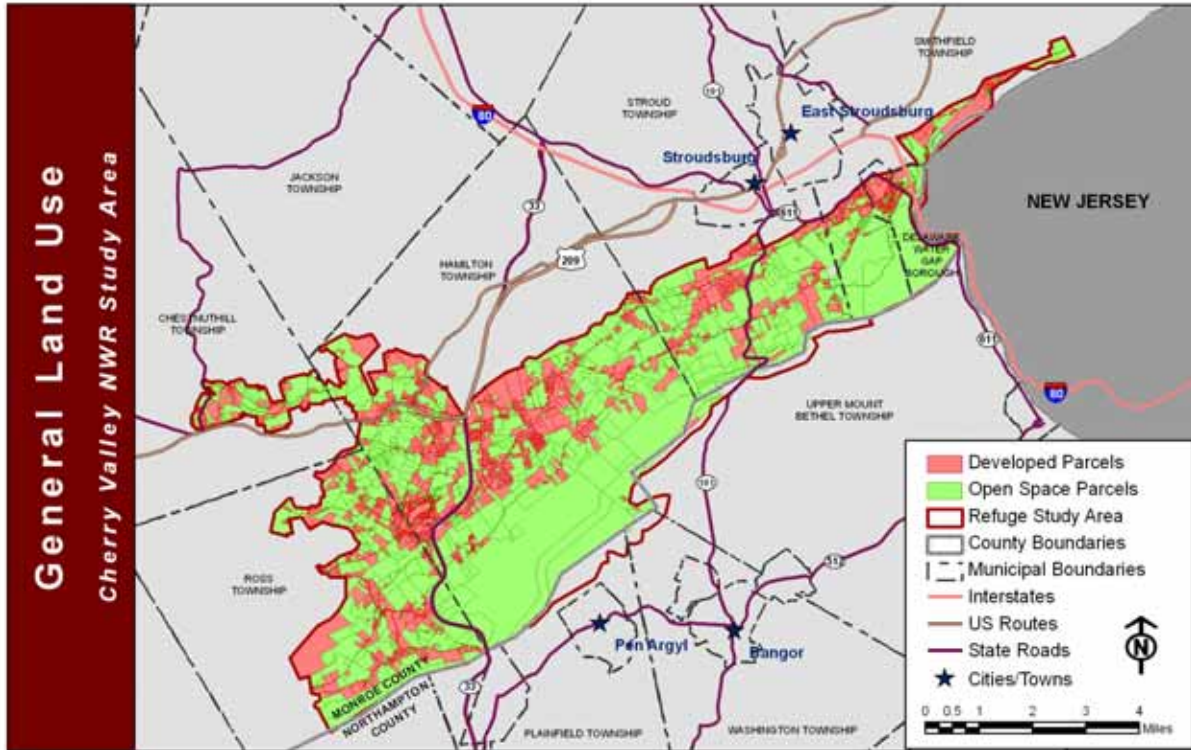 General Land Use
Cherry Valley NWR Study Area
SMITHFIELD
TOWNSHIP
191
STROUD
TOWNSHIP
East Stroudsburg
80
Stroudsburg
JACKSON
TOWNSHIP
NEW JERSEY
33
611
209
HAMILTON
TOWNSHIP
DELAWARE
WATER
GAP
BOROUGH
CHESTNUTHILL
TOWNSHIP
611
80
UPPER MOUNT
BETHEL TOWNSHIP
191
512
ROSS
TOWNSHIP
Pen Argyl
Bangor
MONROE COUNTY
NORTHAMPTON
COUNTY
33
PLAINFIELD TOWNSHIP
WASHINGTON TOWNSHIP
Developed Parcels
Open Space Parcels
Refuge Study Area
County Boundaries
Municipal Boundaries
Interstates
US Routes
State Roads
Cities/Towns
N
0 0.5 1 2 3 4
Miles